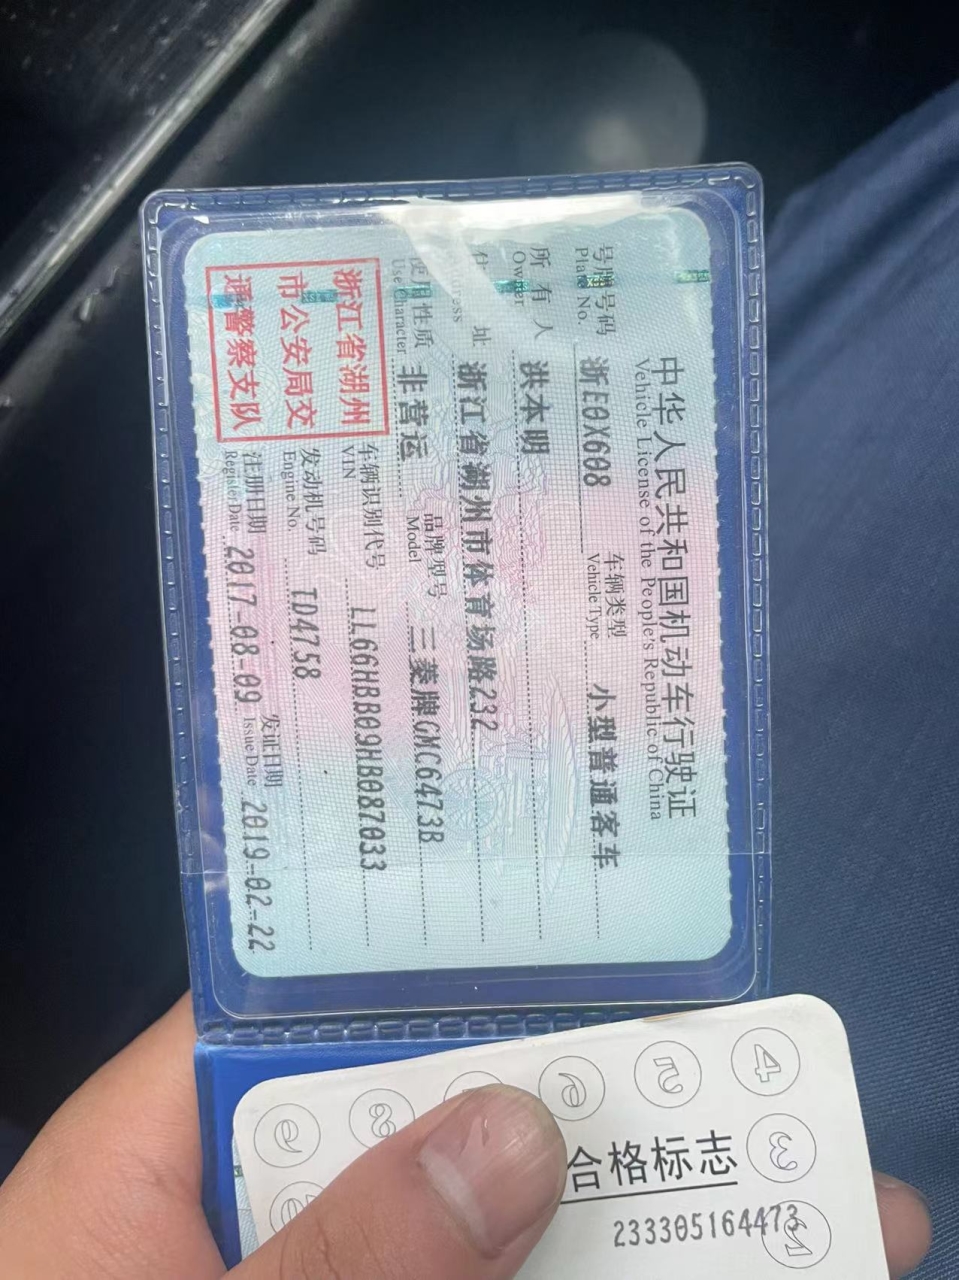 中华人民共和国机动车行驶证
Vehicle License of the People's Republic of China
号牌号码 浙E0X608 车辆类型 小型普通客车
Plate No. Vehicle Type
所有人 洪本明
Owner
住 址 浙江省湖州市体育场路232
Address
使用性质 非营运 品牌型号 三菱牌GMC6473B
Use Character Model
浙江省湖州
市公安局交
通警察支队
车辆识别代号 LL66HBB09HB087033
VIN
发动机号码 TD4758
Engine No.
注册日期 2017-08-09 发证日期 2019-02-22
Register Date Issue Date
合格标志
233305164473
4
3